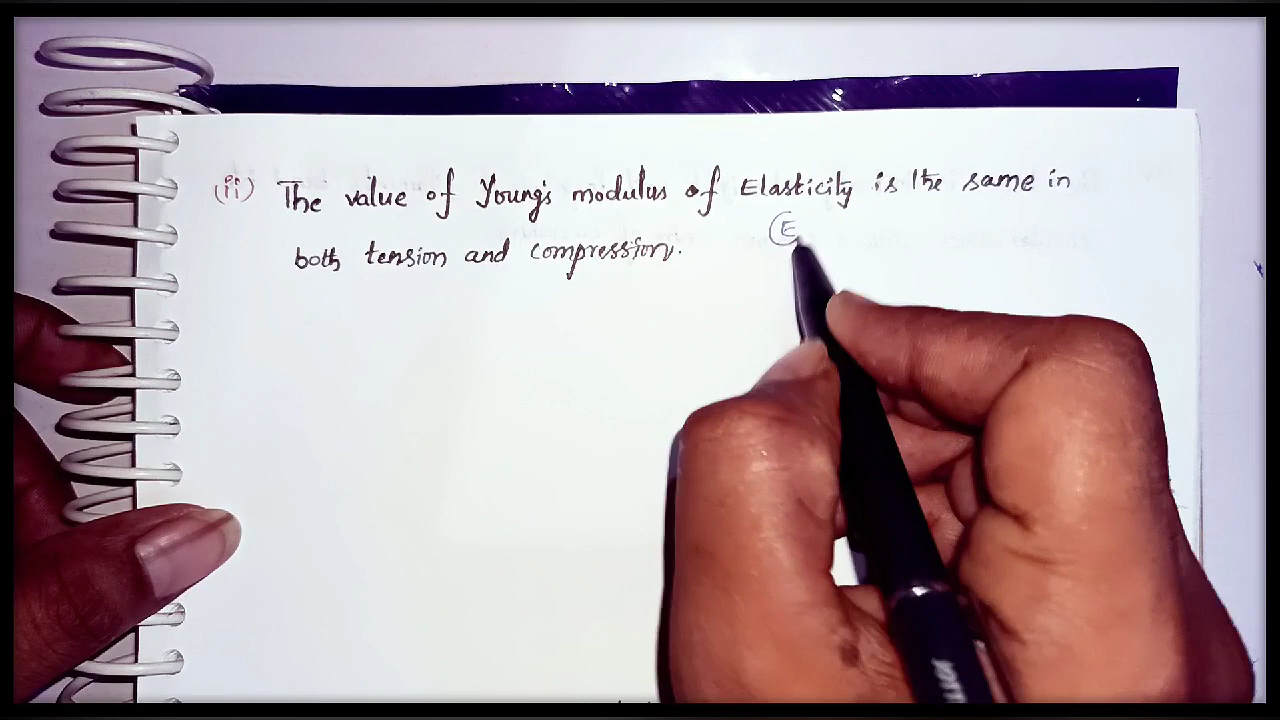 (ii) The value of Young's modulus of Elasticity is the same in
E
both tension and compression.